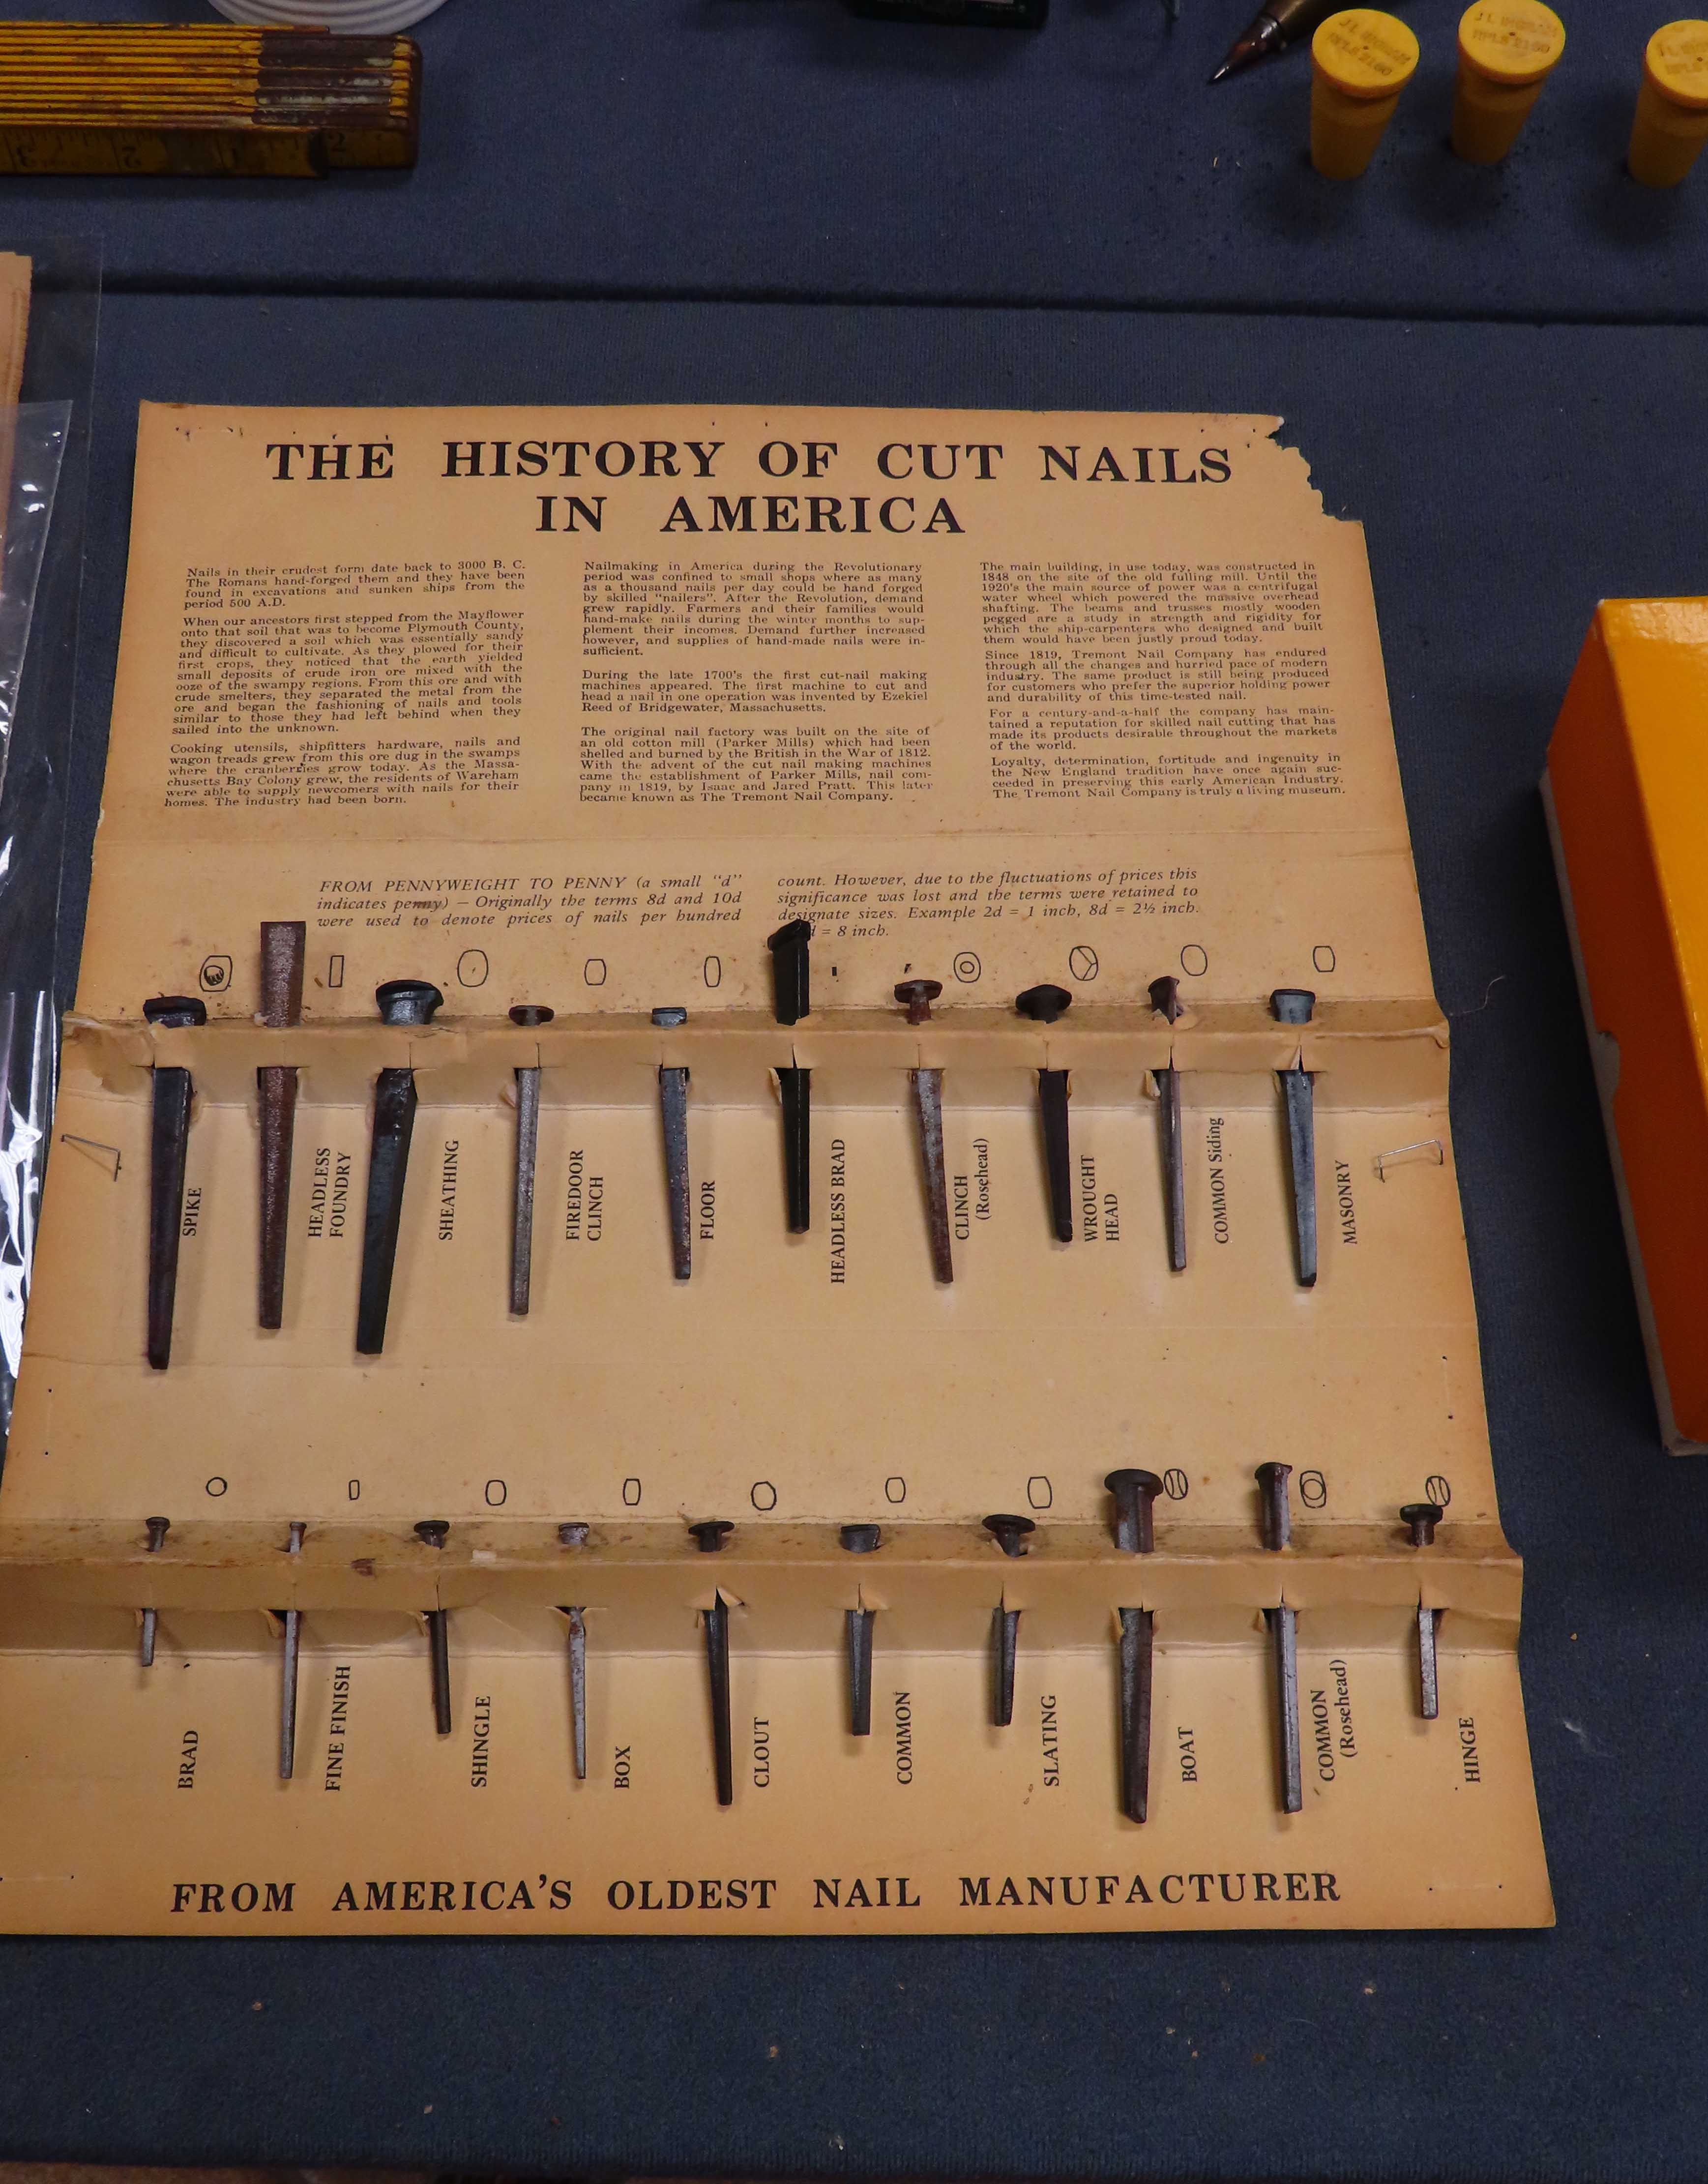 THE HISTORY OF CUT NAILS
IN AMERICA
Nails in their crudest form date back to 3000 B. C.
The Romans hand-forged them and they have been
found in excavations and sunken ships from the
period 500 A.D.
When our ancestors first stepped from the Mayflower
onto that soil that was to become Plymouth County,
they discovered a soil which was essentially sandy
and difficult to cultivate. As they plowed for their
first crops, they noticed that the earth yielded
small deposits of crude iron ore mixed with the
ooze of the swampy regions. From this ore and with
crude smelters, they separated the metal from the
ore and began the fashioning of nails and tools
similar to those they had left behind when they
sailed into the unknown.
Cooking utensils, shipfitters hardware, nails and
wagon treads grew from this ore dug in the swamps
where the cranberries grow today. As the Massa-
chusetts Bay Colony grew, the residents of Wareham
were able to supply newcomers with nails for their
homes. The industry had been born.
Nailmaking in America during the Revolutionary
period was confined to small shops where as many
as a thousand nails per day could be hand forged
by skilled "nailers". After the Revolution, demand
grew rapidly. Farmers and their families would
hand-make nails during the winter months to sup-
plement their incomes. Demand further increased
however, and supplies of hand-made nails were in-
sufficient.
During the late 1700's the first cut-nail making
machines appeared. The first machine to cut and
head a nail in one operation was invented by Ezekiel
Reed of Bridgewater, Massachusetts.
The original nail factory was built on the site of
an old cotton mill (Parker Mills) which had been
shelled and burned by the British in the War of 1812.
With the advent of the cut nail making machines
came the establishment of Parker Mills, nail com-
pany in 1819, by Isaac and Jared Pratt. This later
became known as The Tremont Nail Company.
The main building, in use today, was constructed in
1848 on the site of the old fulling mill. Until the
1920's the main source of power was a centrifugal
water wheel which powered the massive overhead
shafting. The beams and trusses mostly wooden
pegged are a study in strength and rigidity for
which the ship-carpenters who designed and built
them would have been justly proud today.
Since 1819, Tremont Nail Company has endured
through all the changes and hurried pace of modern
industry. The same product is still being produced
for customers who prefer the superior holding power
and durability of this time-tested nail.
For a century-and-a-half the company has main-
tained a reputation for skilled nail cutting that has
made its products desirable throughout the markets
of the world.
Loyalty, determination, fortitude and ingenuity in
the New England tradition have once again suc-
ceeded in preserving this early American Industry.
The Tremont Nail Company is truly a living museum.
FROM PENNYWEIGHT TO PENNY (a small "d"
indicates penny) — Originally the terms 8d and 10d
were used to denote prices of nails per hundred
count. However, due to the fluctuations of prices this
significance was lost and the terms were retained to
designate sizes. Example 2d = 1 inch, 8d = 2½ inch.
d = 8 inch.
SPIKE
HEADLESS
FOUNDRY
SHEATHING
FIREDOOR
CLINCH
FLOOR
HEADLESS BRAD
CLINCH
(Rosehead)
WROUGHT
HEAD
COMMON Siding
MASONRY
BRAD
FINE FINISH
SHINGLE
BOX
CLOUT
COMMON
SLATING
BOAT
COMMON
(Rosehead)
HINGE
FROM AMERICA'S OLDEST NAIL MANUFACTURER